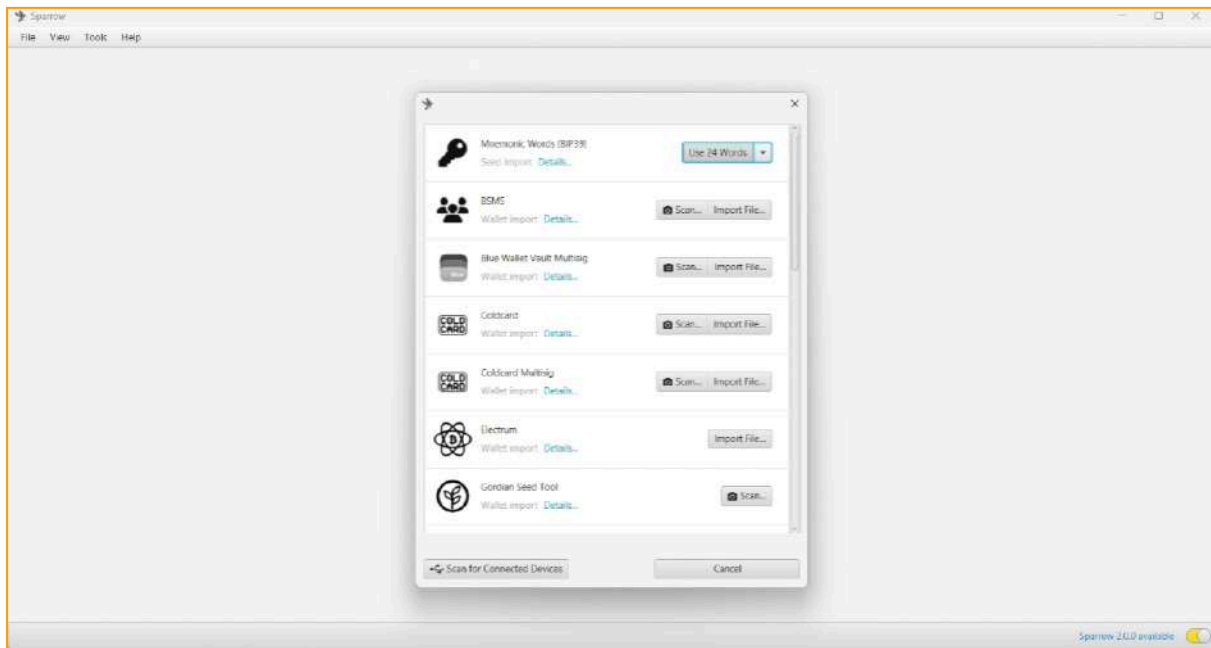 Sparrow
File View Tools Help
Mnemonic Words (BIP39)
Seed import Details...
Use 24 Words
BSMS
Wallet import Details...
Scan... Import File...
Blue Wallet Vault Multisig
Wallet import Details...
Scan... Import File...
COLD CARD
Coldcard
Wallet import Details...
Scan... Import File...
COLD CARD
Coldcard Multisig
Wallet import Details...
Scan... Import File...
Electrum
Wallet import Details...
Import File...
Gordian Seed Tool
Wallet import Details...
Scan...
Scan for Connected Devices
Cancel
Sparrow 2.0.0 available